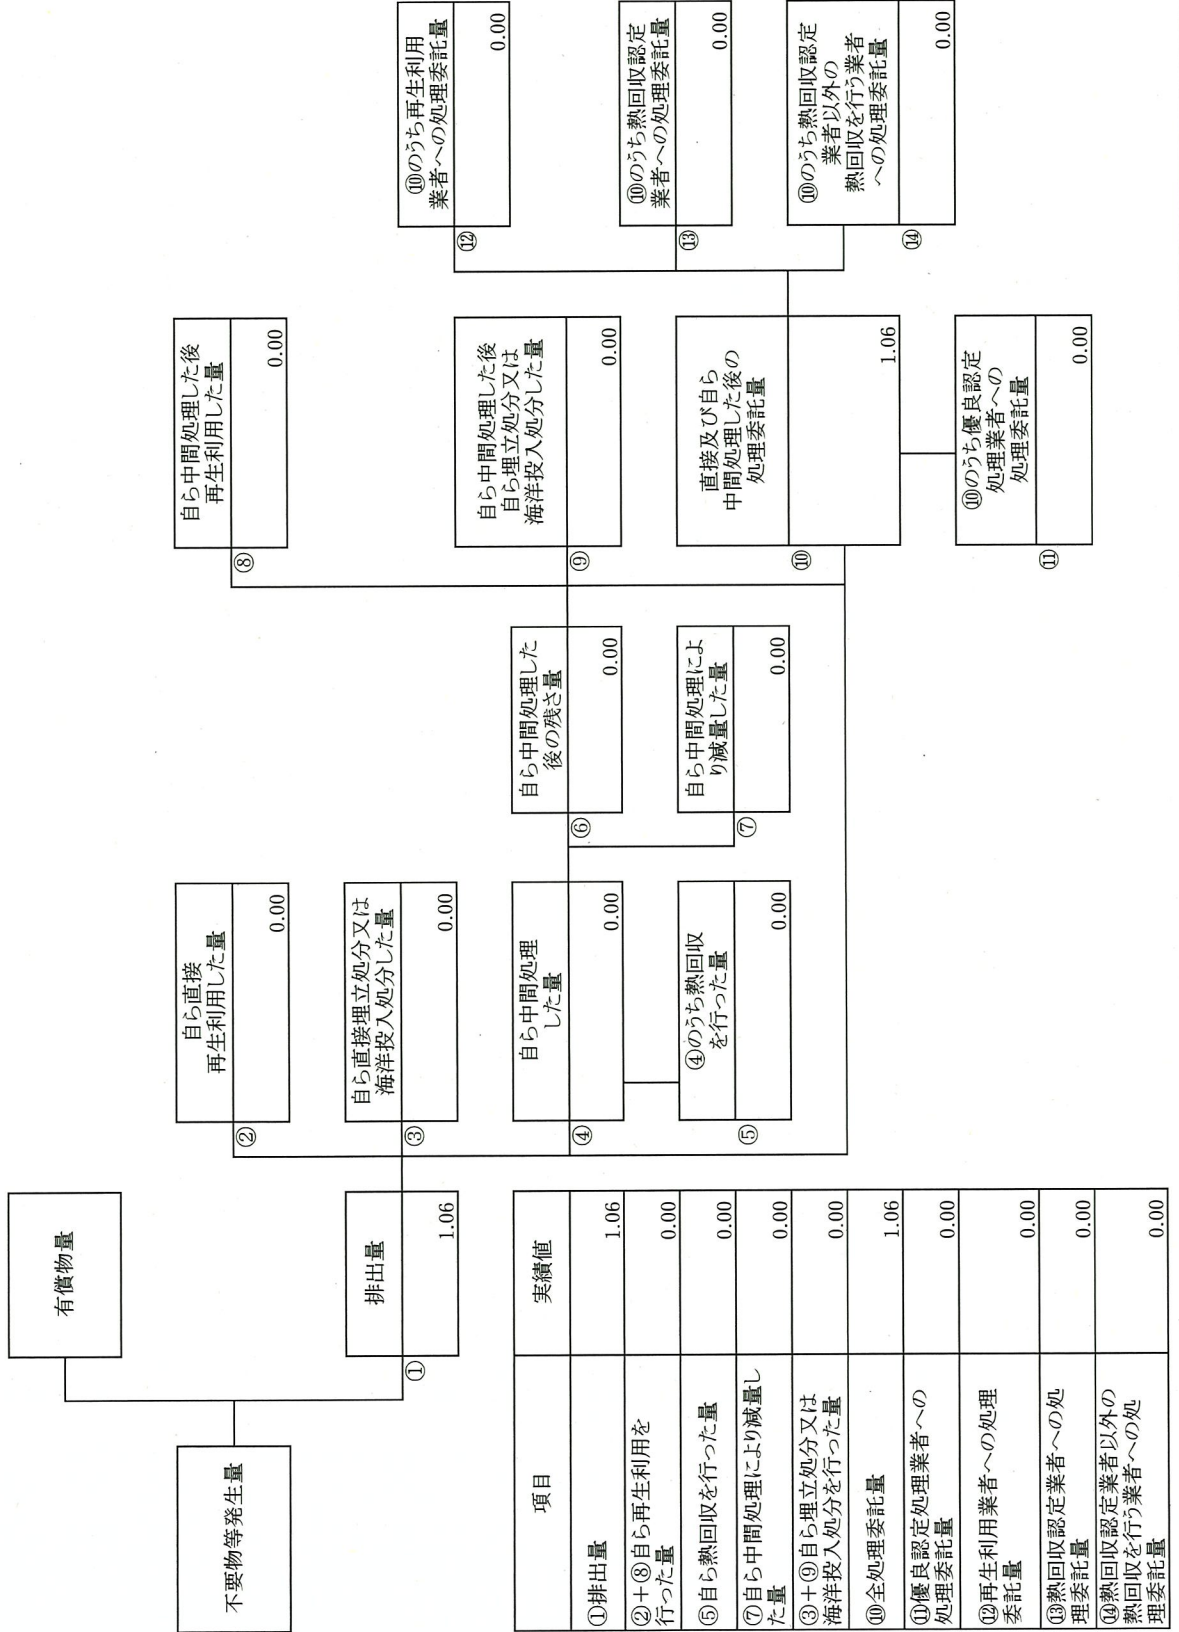 不要物等発生量
有償物量
排出量
①
1.06
自ら直接
再生利用した量
②
0.00
自ら直接埋立処分又は
海洋投入処分した量
③
0.00
自ら中間処理
した量
④
0.00
④のうち熱回収
を行った量
⑤
0.00
自ら中間処理した
後の残さ量
⑥
0.00
自ら中間処理によ
り減量した量
⑦
0.00
自ら中間処理した後
再生利用した量
⑧
0.00
自ら中間処理した後
自ら埋立処分又は
海洋投入処分した量
⑨
0.00
直接及び自ら
中間処理した後の
処理委託量
⑩
1.06
⑩のうち優良認定
処理業者への
処理委託量
⑪
0.00
⑩のうち再生利用
業者への処理委託量
⑫
0.00
⑩のうち熱回収認定
業者への処理委託量
⑬
0.00
⑩のうち熱回収認定
業者以外の
熱回収を行う業者
への処理委託量
⑭
0.00
項目 実績値
①排出量 1.06
②+⑧自ら再生利用を
行った量 0.00
⑤自ら熱回収を行った量 0.00
⑦自ら中間処理により減量し
た量 0.00
③+⑨自ら埋立処分又は
海洋投入処分を行った量 0.00
⑩全処理委託量 1.06
⑪優良認定処理業者への
処理委託量 0.00
⑫再生利用業者への処理
委託量 0.00
⑬熱回収認定業者への処
理委託量 0.00
⑭熱回収認定業者以外の
熱回収を行う業者への処
理委託量 0.00